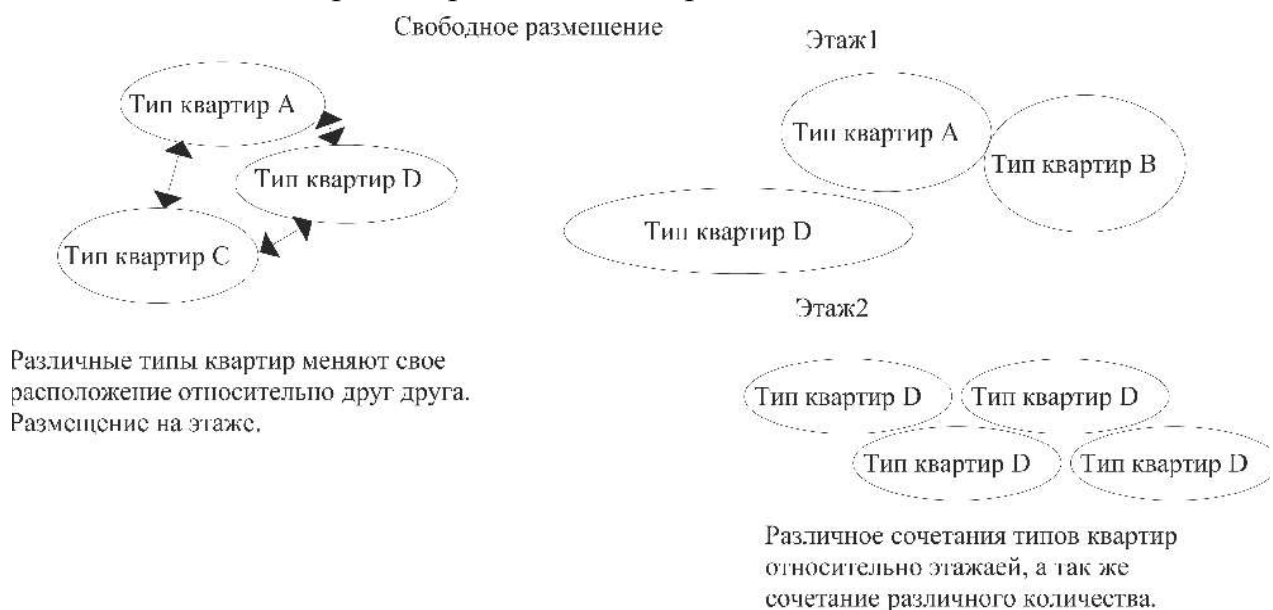 Свободное размещение
Этаж1
Тип квартир A
Тип квартир D
Тип квартир C
Тип квартир A
Тип квартир B
Тип квартир D
Этаж2
Различные типы квартир меняют свое
расположение относительно друг друга.
Размещение на этаже.
Тип квартир D
Тип квартир D
Тип квартир D
Тип квартир D
Различное сочетания типов квартир
относительно этажаей, а так же
сочетание различного количества.